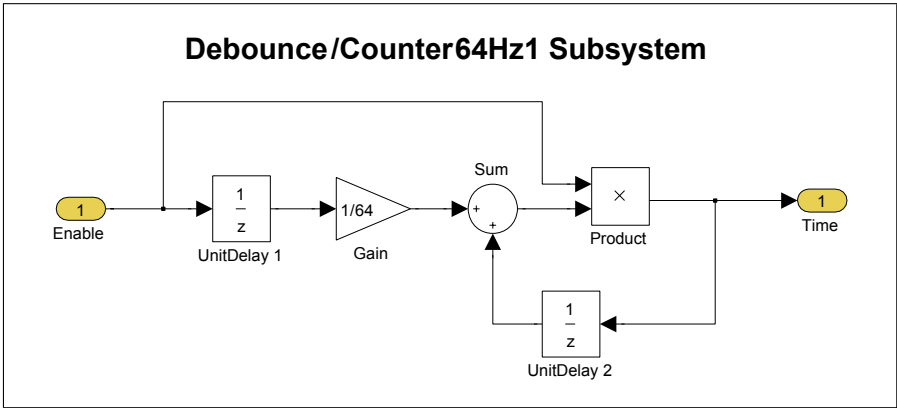 Debounce/Counter64Hz1 Subsystem
1
Enable
1
z
UnitDelay 1
1/64
Gain
Sum
+
+
×
Product
1
Time
1
z
UnitDelay 2